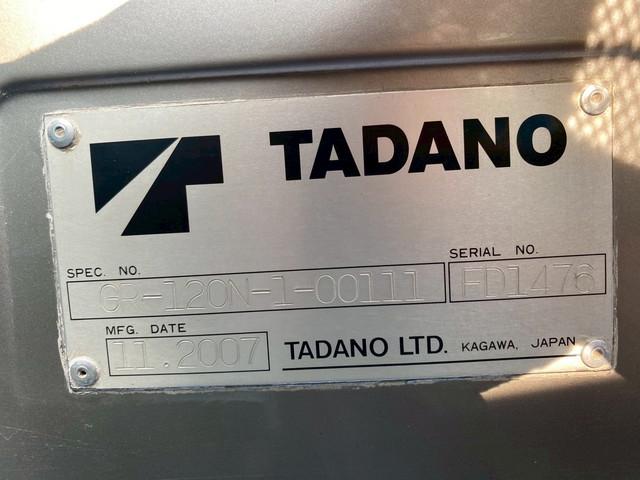 TADANO
SPEC. NO.
GR-120N-1-00111
SERIAL NO.
FD1476
MFG. DATE
11.2007
TADANO LTD. KAGAWA, JAPAN